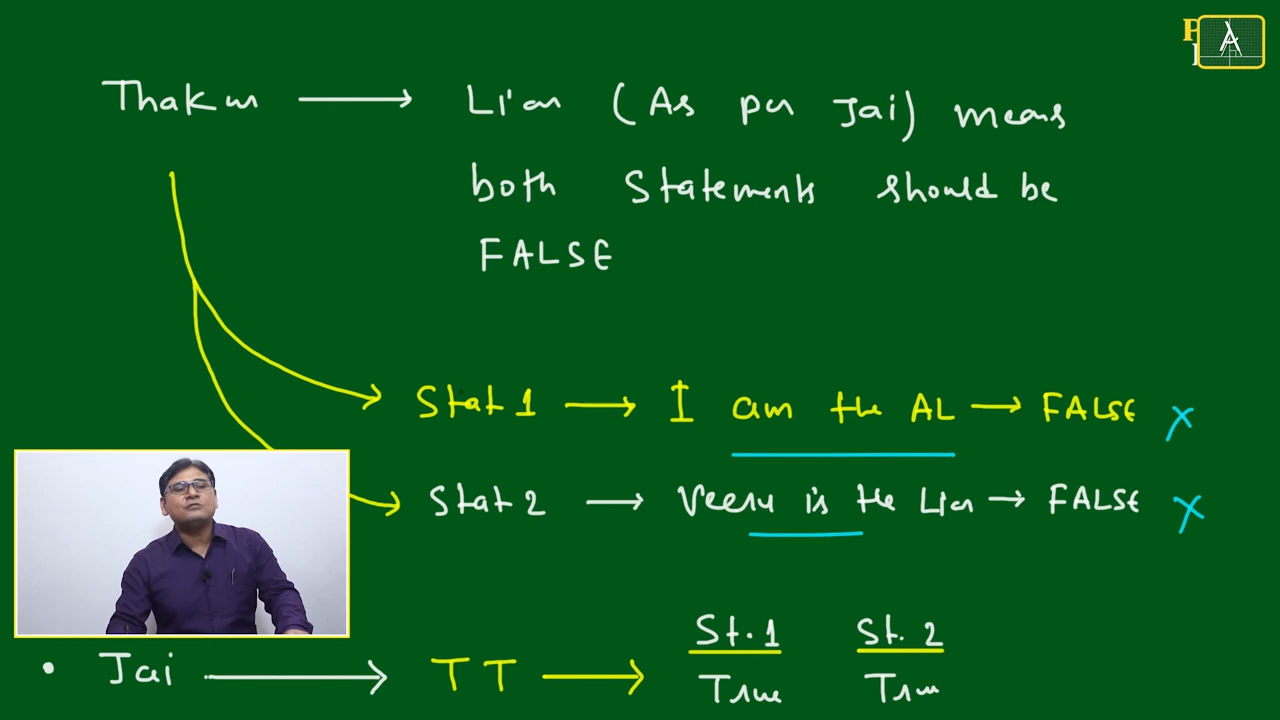 Thakur → Liar (As per Jai) means
both Statements should be
FALSE
Stat 1 → I am the AL → FALSE X
Stat 2 → Veeru is the Liar → FALSE X
St. 1 St. 2
• Jai → TT → True True